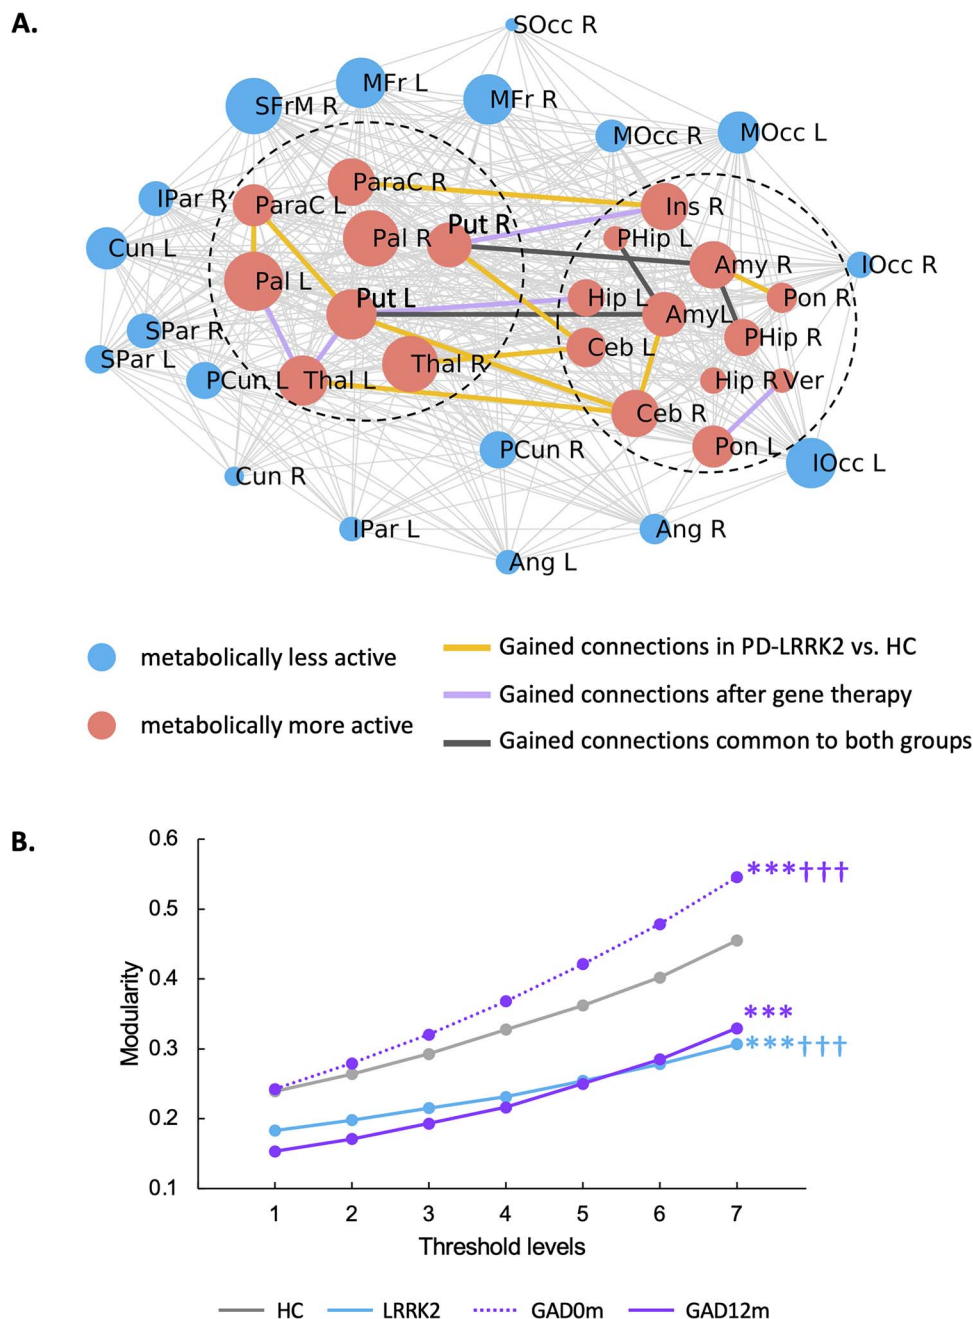 A.
SOcc R
MFr L
SFrM R
MFr R
MOcc R
MOcc L
ParaC R
IPar R
ParaC L
Ins R
Put R
Pal R
PHip L
Cun L
Amy R
IOcc R
Pal L
Put L
Hip L
Pon R
AmyL
SPar R
PHip R
Ceb L
SPar L
Thal R
PCun L
Thal L
Hip R
Ver
Ceb R
Pon L
PCun R
IOcc L
Cun R
IPar L
Ang R
Ang L
metabolically less active
metabolically more active
Gained connections in PD-LRRK2 vs. HC
Gained connections after gene therapy
Gained connections common to both groups
B.
0.6
0.5
0.4
0.3
0.2
0.1
Modularity
***†††
***
***†††
1 2 3 4 5 6 7
Threshold levels
HC LRRK2 GAD0m GAD12m